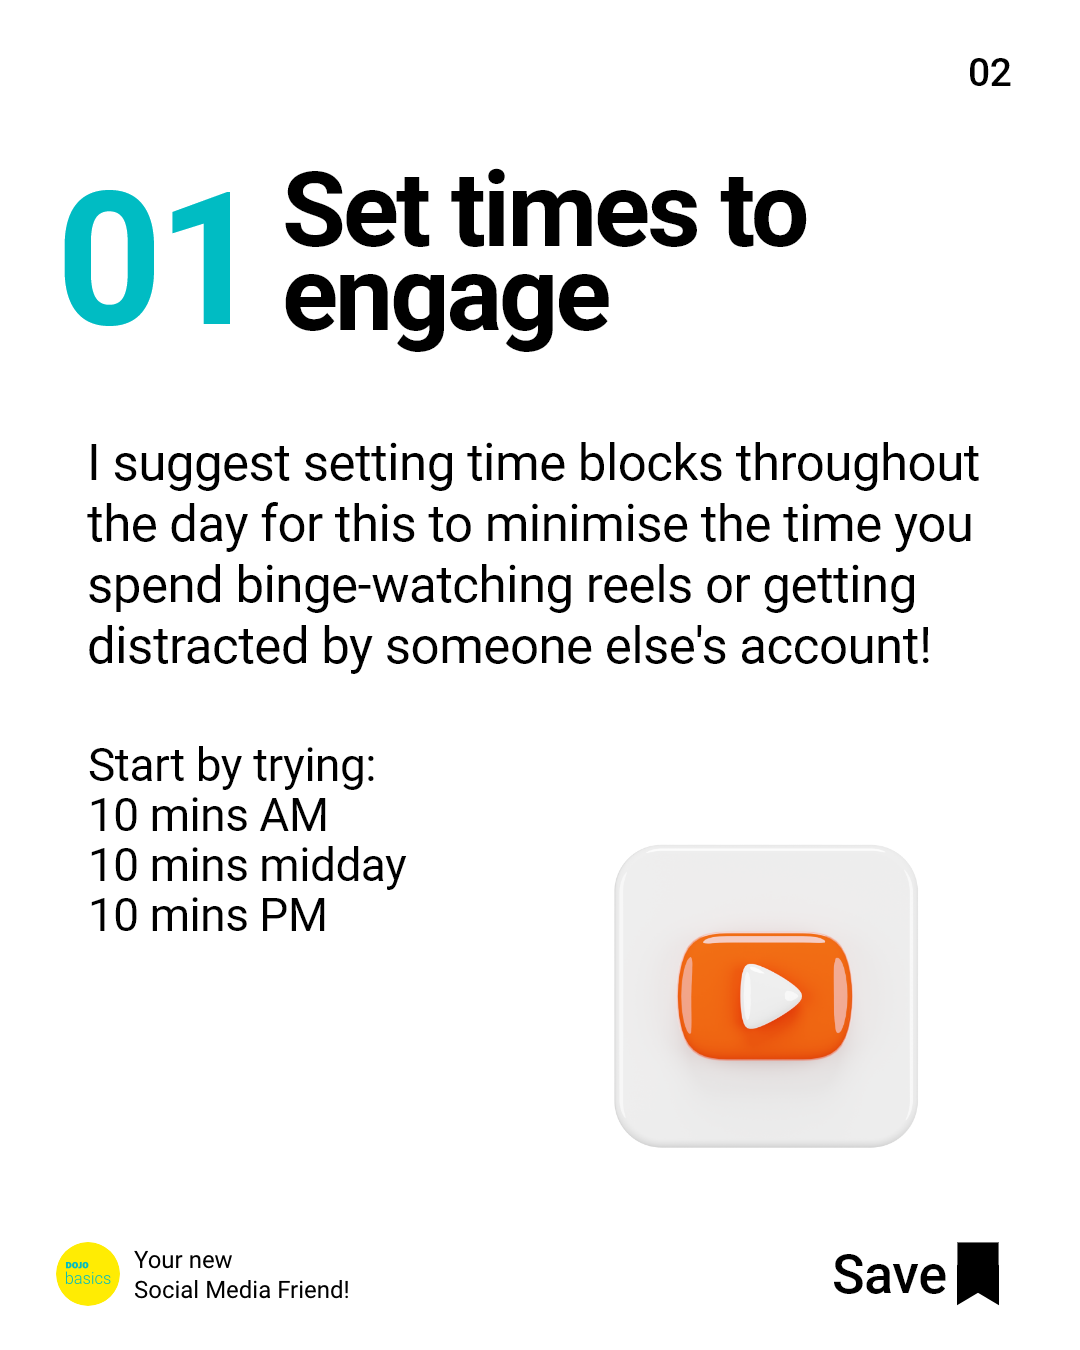 02
01
Set times to
engage
I suggest setting time blocks throughout
the day for this to minimise the time you
spend binge-watching reels or getting
distracted by someone else's account!
Start by trying:
10 mins AM
10 mins midday
10 mins PM
DOJO
basics
Your new
Social Media Friend!
Save